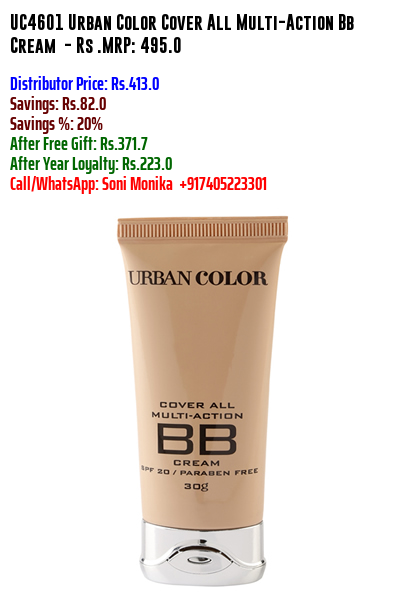 UC4601 Urban Color Cover All Multi-Action Bb
Cream - Rs .MRP: 495.0
Distributor Price: Rs.413.0
Savings: Rs.82.0
Savings %: 20%
After Free Gift: Rs.371.7
After Year Loyalty: Rs.223.0
Call/WhatsApp: Soni Monika +917405223301
URBAN COLOR
COVER ALL
MULTI-ACTION
BB
CREAM
SPF 20 / PARABEN FREE
30g